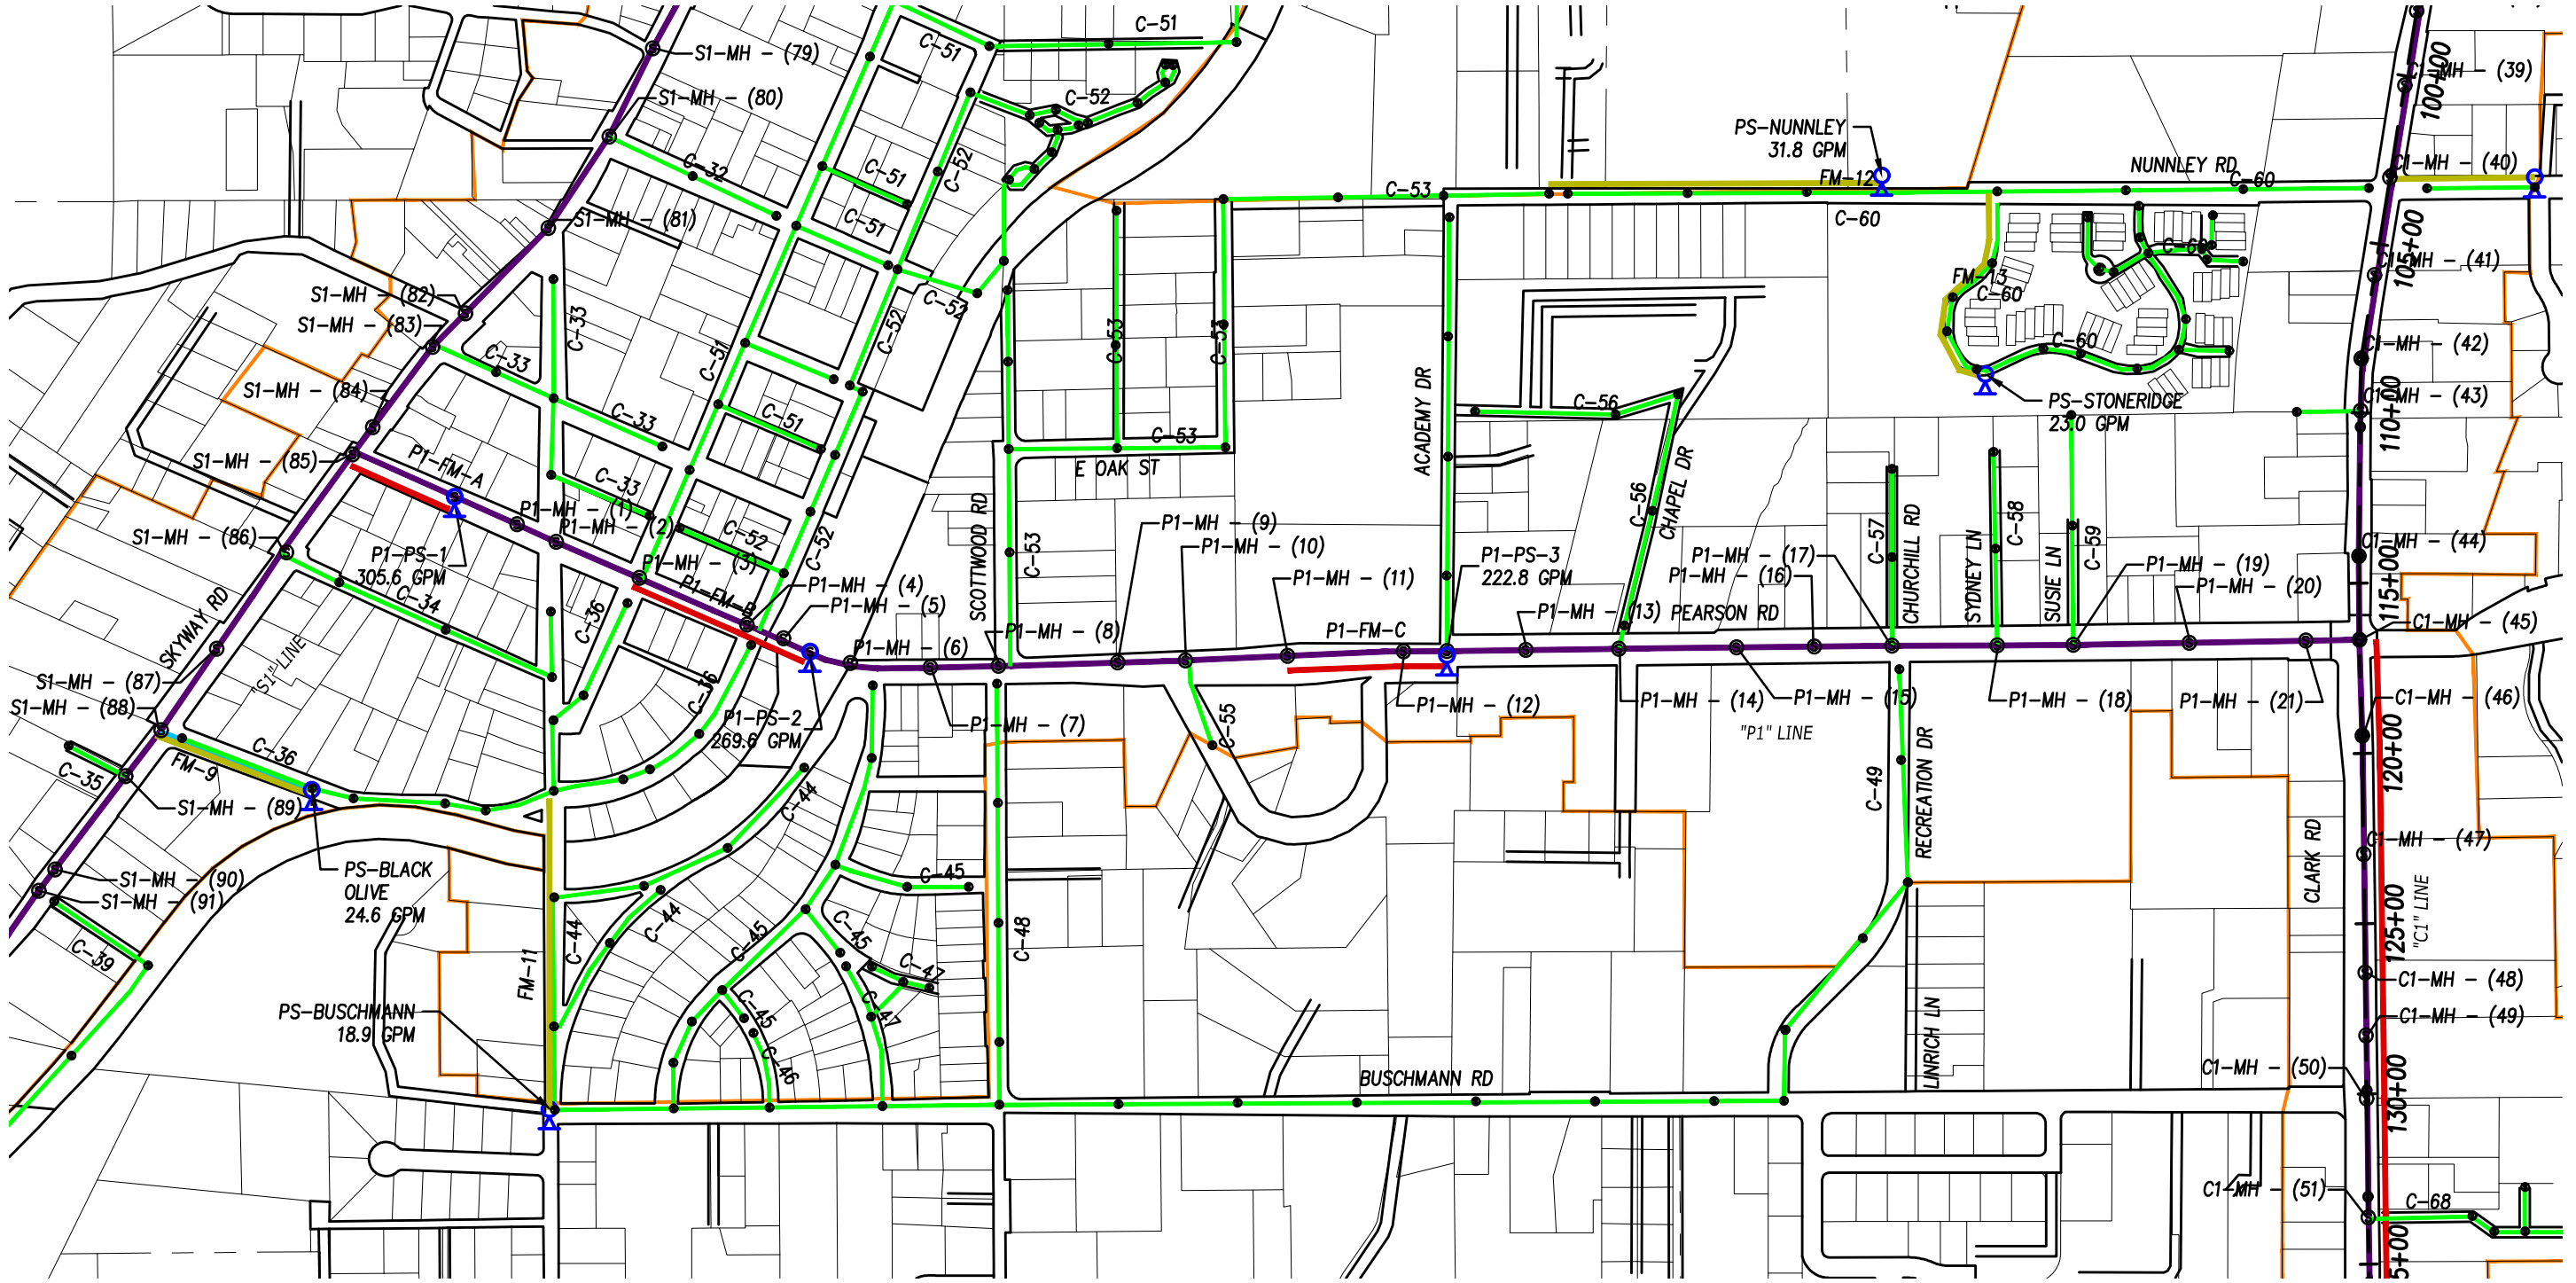 C-51
S1-MH - (79)
C-51
C1-MH - (39)
100+00
S1-MH - (80)
C-52
PS-NUNNLEY
31.8 GPM
NUNNLEY RD
C1-MH - (40)
C-32
C-51
C-52
C-53
FM-12
C-60
S1-MH - (81)
C-51
C-60
C-60
C1-MH - (41)
105+00
S1-MH - (82)
C-52
FM-13
C-60
S1-MH - (83)
C-33
C-52
C-53
C-53
C-60
C1-MH - (42)
C-33
C-51
S1-MH - (84)
ACADEMY DR
C-56
PS-STONERIDGE
23.0 GPM
C1-MH - (43)
110+00
C-33
C-51
C-53
S1-MH - (85)
P1-FM-A
E OAK ST
CHAPEL DR
C-56
C-33
P1-MH - (1)
P1-MH - (2)
SCOTTWOOD RD
P1-MH - (9)
P1-MH - (10)
C-57
CHURCHILL RD
C-58
C-59
S1-MH - (86)
C-52
C-52
C-53
P1-PS-1
305.6 GPM
P1-MH - (3)
P1-PS-3
222.8 GPM
P1-MH - (17)
P1-MH - (16)
SYDNEY LN
SUSIE LN
P1-MH - (19)
P1-MH - (20)
C1-MH - (44)
115+00
P1-MH - (4)
P1-MH - (11)
C-34
C-36
P1-FM-B
P1-MH - (5)
P1-MH - (13)
PEARSON RD
C1-MH - (45)
SKYWAY RD
P1-MH - (6)
P1-MH - (8)
P1-FM-C
"S1" LINE
S1-MH - (87)
C-36
S1-MH - (88)
P1-PS-2
269.6 GPM
P1-MH - (7)
C-55
P1-MH - (12)
P1-MH - (14)
P1-MH - (15)
"P1" LINE
P1-MH - (18)
P1-MH - (21)
C1-MH - (46)
120+00
C-36
FM-9
C-35
S1-MH - (89)
C-44
C-49
RECREATION DR
C1-MH - (47)
CLARK RD
S1-MH - (90)
S1-MH - (91)
PS-BLACK
OLIVE
24.6 GPM
C-45
C-44
C-44
C-45
C-45
C-48
125+00
"C1" LINE
C-39
FM-11
C-47
C1-MH - (48)
PS-BUSCHMANN
18.9 GPM
C-45
C-47
C1-MH - (49)
C-46
BUSCHMANN RD
LINRICH LN
C1-MH - (50)
130+00
C1-MH - (51)
C-68
5+00